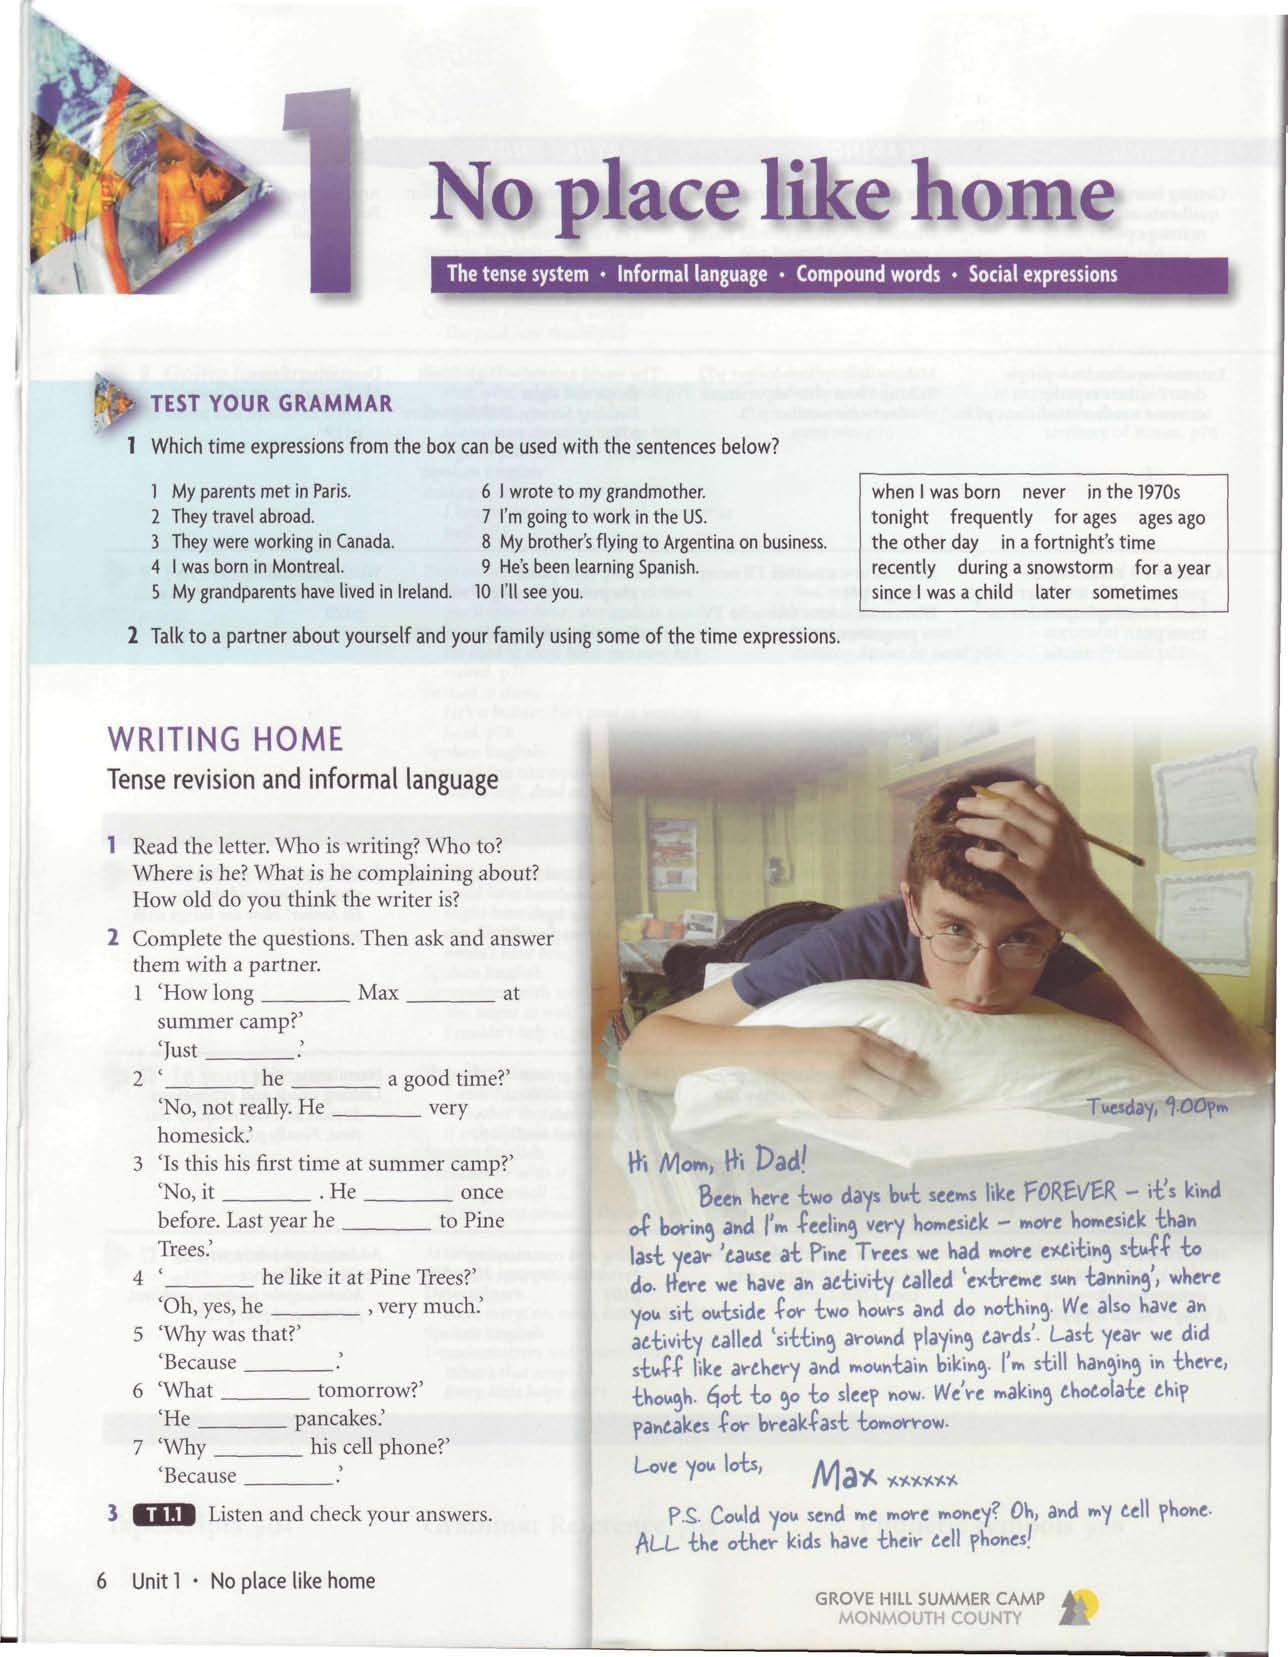 1
No place like home
The tense system • Informal language • Compound words • Social expressions
TEST YOUR GRAMMAR
1 Which time expressions from the box can be used with the sentences below?
1 My parents met in Paris.
2 They travel abroad.
3 They were working in Canada.
4 I was born in Montreal.
5 My grandparents have lived in Ireland.
6 I wrote to my grandmother.
7 I'm going to work in the US.
8 My brother's flying to Argentina on business.
9 He's been learning Spanish.
10 I'll see you.
when I was born never in the 1970s
tonight frequently for ages ages ago
the other day in a fortnight's time
recently during a snowstorm for a year
since I was a child later sometimes
2 Talk to a partner about yourself and your family using some of the time expressions.
WRITING HOME
Tense revision and informal language
1 Read the letter. Who is writing? Who to?
Where is he? What is he complaining about?
How old do you think the writer is?
2 Complete the questions. Then ask and answer
them with a partner.
1 'How long ________ Max ________ at
summer camp?'
'Just ________.'
2 '________ he ________ a good time?'
'No, not really. He ________ very
homesick.'
3 'Is this his first time at summer camp?'
'No, it ________ . He ________ once
before. Last year he ________ to Pine
Trees.'
4 '________ he like it at Pine Trees?'
'Oh, yes, he ________ , very much.'
5 'Why was that?'
'Because ________.'
6 'What ________ tomorrow?'
'He ________ pancakes.'
7 'Why ________ his cell phone?'
'Because ________.'
3 T 1.1 Listen and check your answers.
6 Unit 1 • No place like home
Tuesday, 9.00pm
Hi Mom, Hi Dad!
Been here two days but seems like FOREVER – it's kind
of boring and I'm feeling very homesick – more homesick than
last year 'cause at Pine Trees we had more exciting stuff to
do. Here we have an activity called 'extreme sun tanning', where
you sit outside for two hours and do nothing. We also have an
activity called 'sitting around playing cards'. Last year we did
stuff like archery and mountain biking. I'm still hanging in there,
though. Got to go to sleep now. We're making chocolate chip
pancakes for breakfast tomorrow.
Love you lots,
Max xxxxxx
P.S. Could you send me more money? Oh, and my cell phone.
ALL the other kids have their cell phones!
GROVE HILL SUMMER CAMP
MONMOUTH COUNTY